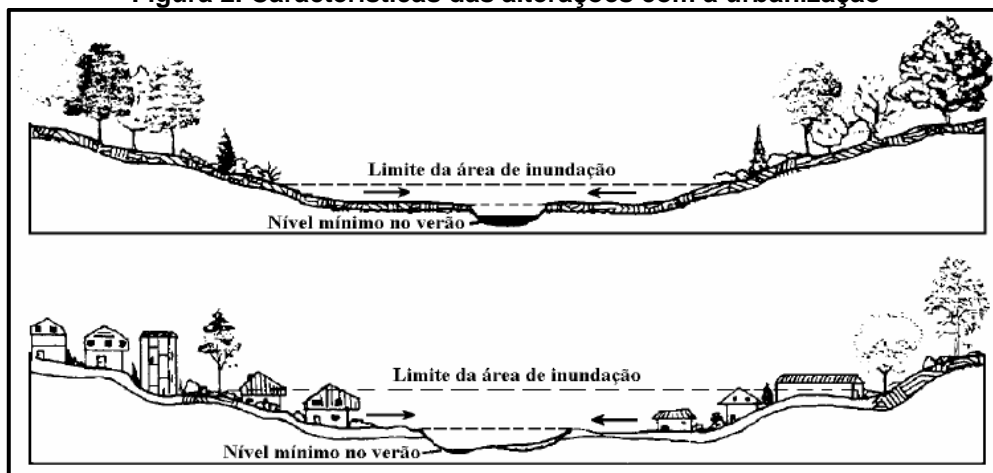 Figura 2. Características das alterações com a urbanização
Limite da área de inundação
Nível mínimo no verão
Limite da área de inundação
Nível mínimo no verão